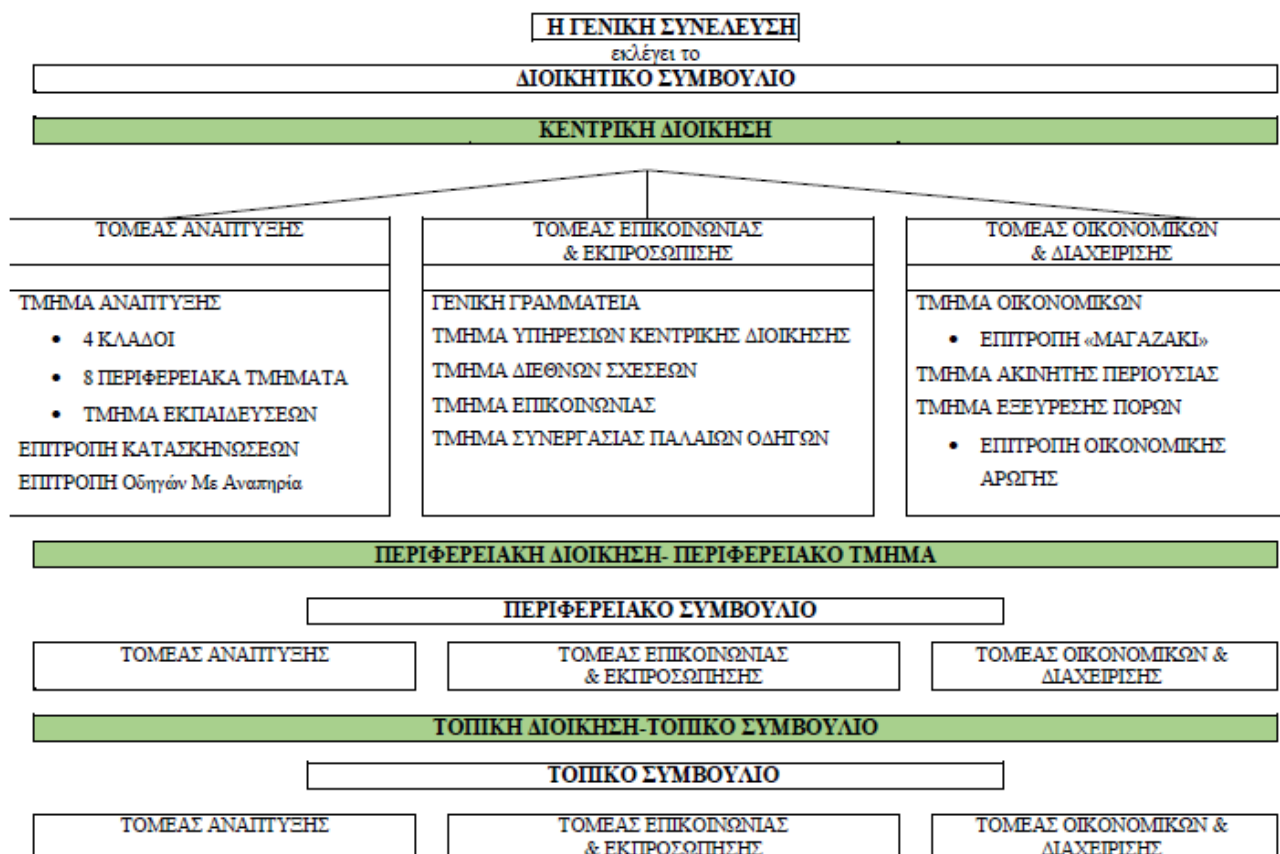 Η ΓΕΝΙΚΗ ΣΥΝΕΛΕΥΣΗ
εκλέγει το
ΔΙΟΙΚΗΤΙΚΟ ΣΥΜΒΟΥΛΙΟ
ΚΕΝΤΡΙΚΗ ΔΙΟΙΚΗΣΗ
ΤΟΜΕΑΣ ΑΝΑΠΤΥΞΗΣ
ΤΜΗΜΑ ΑΝΑΠΤΥΞΗΣ
• 4 ΚΛΑΔΟΙ
• 8 ΠΕΡΙΦΕΡΕΙΑΚΑ ΤΜΗΜΑΤΑ
• ΤΜΗΜΑ ΕΚΠΑΙΔΕΥΣΕΩΝ
ΕΠΙΤΡΟΠΗ ΚΑΤΑΣΚΗΝΩΣΕΩΝ
ΕΠΙΤΡΟΠΗ Οδηγών Με Αναπηρία
ΤΟΜΕΑΣ ΕΠΙΚΟΙΝΩΝΙΑΣ
& ΕΚΠΡΟΣΩΠΙΣΗΣ
ΓΕΝΙΚΗ ΓΡΑΜΜΑΤΕΙΑ
ΤΜΗΜΑ ΥΠΗΡΕΣΙΩΝ ΚΕΝΤΡΙΚΗΣ ΔΙΟΙΚΗΣΗΣ
ΤΜΗΜΑ ΔΙΕΘΝΩΝ ΣΧΕΣΕΩΝ
ΤΜΗΜΑ ΕΠΙΚΟΙΝΩΝΙΑΣ
ΤΜΗΜΑ ΣΥΝΕΡΓΑΣΙΑΣ ΠΑΛΑΙΩΝ ΟΔΗΓΩΝ
ΤΟΜΕΑΣ ΟΙΚΟΝΟΜΙΚΩΝ
& ΔΙΑΧΕΙΡΙΣΗΣ
ΤΜΗΜΑ ΟΙΚΟΝΟΜΙΚΩΝ
• ΕΠΙΤΡΟΠΗ «ΜΑΓΑΖΑΚΙ»
ΤΜΗΜΑ ΑΚΙΝΗΤΗΣ ΠΕΡΙΟΥΣΙΑΣ
ΤΜΗΜΑ ΕΞΕΥΡΕΣΗΣ ΠΟΡΩΝ
• ΕΠΙΤΡΟΠΗ ΟΙΚΟΝΟΜΙΚΗΣ
ΑΡΩΓΗΣ
ΠΕΡΙΦΕΡΕΙΑΚΗ ΔΙΟΙΚΗΣΗ- ΠΕΡΙΦΕΡΕΙΑΚΟ ΤΜΗΜΑ
ΠΕΡΙΦΕΡΕΙΑΚΟ ΣΥΜΒΟΥΛΙΟ
ΤΟΜΕΑΣ ΑΝΑΠΤΥΞΗΣ
ΤΟΜΕΑΣ ΕΠΙΚΟΙΝΩΝΙΑΣ
& ΕΚΠΡΟΣΩΠΗΣΗΣ
ΤΟΜΕΑΣ ΟΙΚΟΝΟΜΙΚΩΝ &
ΔΙΑΧΕΙΡΙΣΗΣ
ΤΟΠΙΚΗ ΔΙΟΙΚΗΣΗ-ΤΟΠΙΚΟ ΣΥΜΒΟΥΛΙΟ
ΤΟΠΙΚΟ ΣΥΜΒΟΥΛΙΟ
ΤΟΜΕΑΣ ΑΝΑΠΤΥΞΗΣ
ΤΟΜΕΑΣ ΕΠΙΚΟΙΝΩΝΙΑΣ
& ΕΚΠΡΟΣΩΠΗΣΗΣ
ΤΟΜΕΑΣ ΟΙΚΟΝΟΜΙΚΩΝ &
ΔΙΑΧΕΙΡΙΣΗΣ